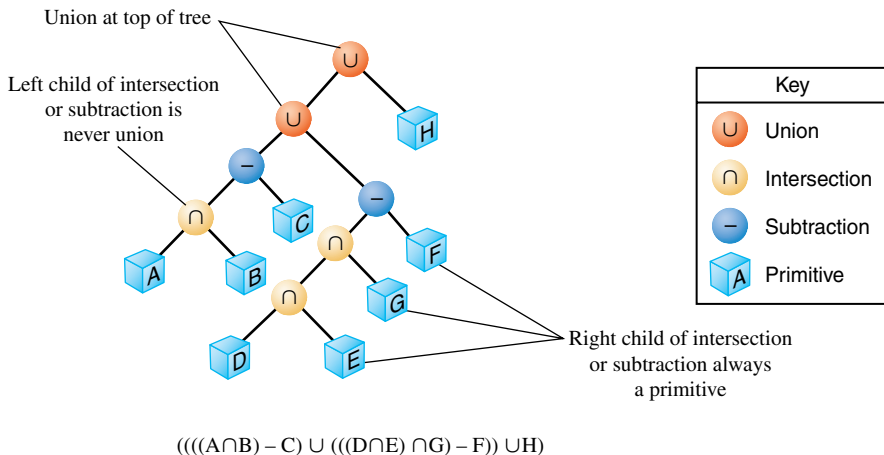 Union at top of tree
∪
Left child of intersection
or subtraction is
never union
∪
H
−
∩
C
−
A
B
∩
F
∩
G
D
E
Key
∪ Union
∩ Intersection
− Subtraction
A Primitive
Right child of intersection
or subtraction always
a primitive
((((A∩B) – C) ∪ (((D∩E) ∩G) – F)) ∪H)